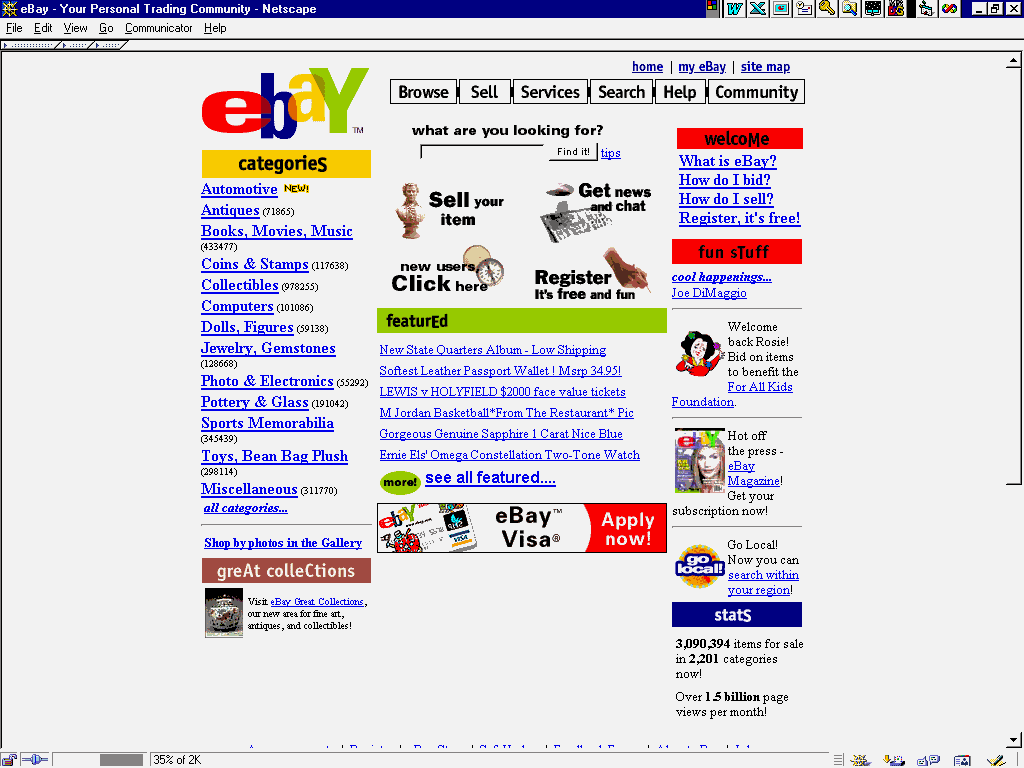 eBay - Your Personal Trading Community - Netscape
File Edit View Go Communicator Help
home | my eBay | site map
ebaY™
Browse Sell Services Search Help Community
what are you looking for?
Find it! tips
categorieS
Automotive NEW!
Antiques (71865)
Books, Movies, Music
(433477)
Coins & Stamps (117638)
Collectibles (978255)
Computers (101086)
Dolls, Figures (59138)
Jewelry, Gemstones
(128668)
Photo & Electronics (55292)
Pottery & Glass (191042)
Sports Memorabilia
(345439)
Toys, Bean Bag Plush
(298114)
Miscellaneous (311770)
all categories...
Shop by photos in the Gallery
greAt colleCtions
Visit eBay Great Collections,
our new area for fine art,
antiques, and collectibles!
Sell your
item
Get news
and chat
new users
Click here
Register
It's free and fun
featurEd
New State Quarters Album - Low Shipping
Softest Leather Passport Wallet ! Msrp 34.95!
LEWIS v HOLYFIELD $2000 face value tickets
M Jordan Basketball*From The Restaurant* Pic
Gorgeous Genuine Sapphire 1 Carat Nice Blue
Ernie Els' Omega Constellation Two-Tone Watch
more! see all featured....
ebaY
VISA
eBay™
Visa®
Apply
now!
welcoMe
What is eBay?
How do I bid?
How do I sell?
Register, it's free!
fun sTuff
cool happenings...
Joe DiMaggio
Welcome
back Rosie!
Bid on items
to benefit the
For All Kids
Foundation.
ebaY
Hot off
the press -
eBay
Magazine!
Get your
subscription now!
go
local!
Go Local!
Now you can
search within
your region!
statS
3,090,394 items for sale
in 2,201 categories
now!
Over 1.5 billion page
views per month!
35% of 2K